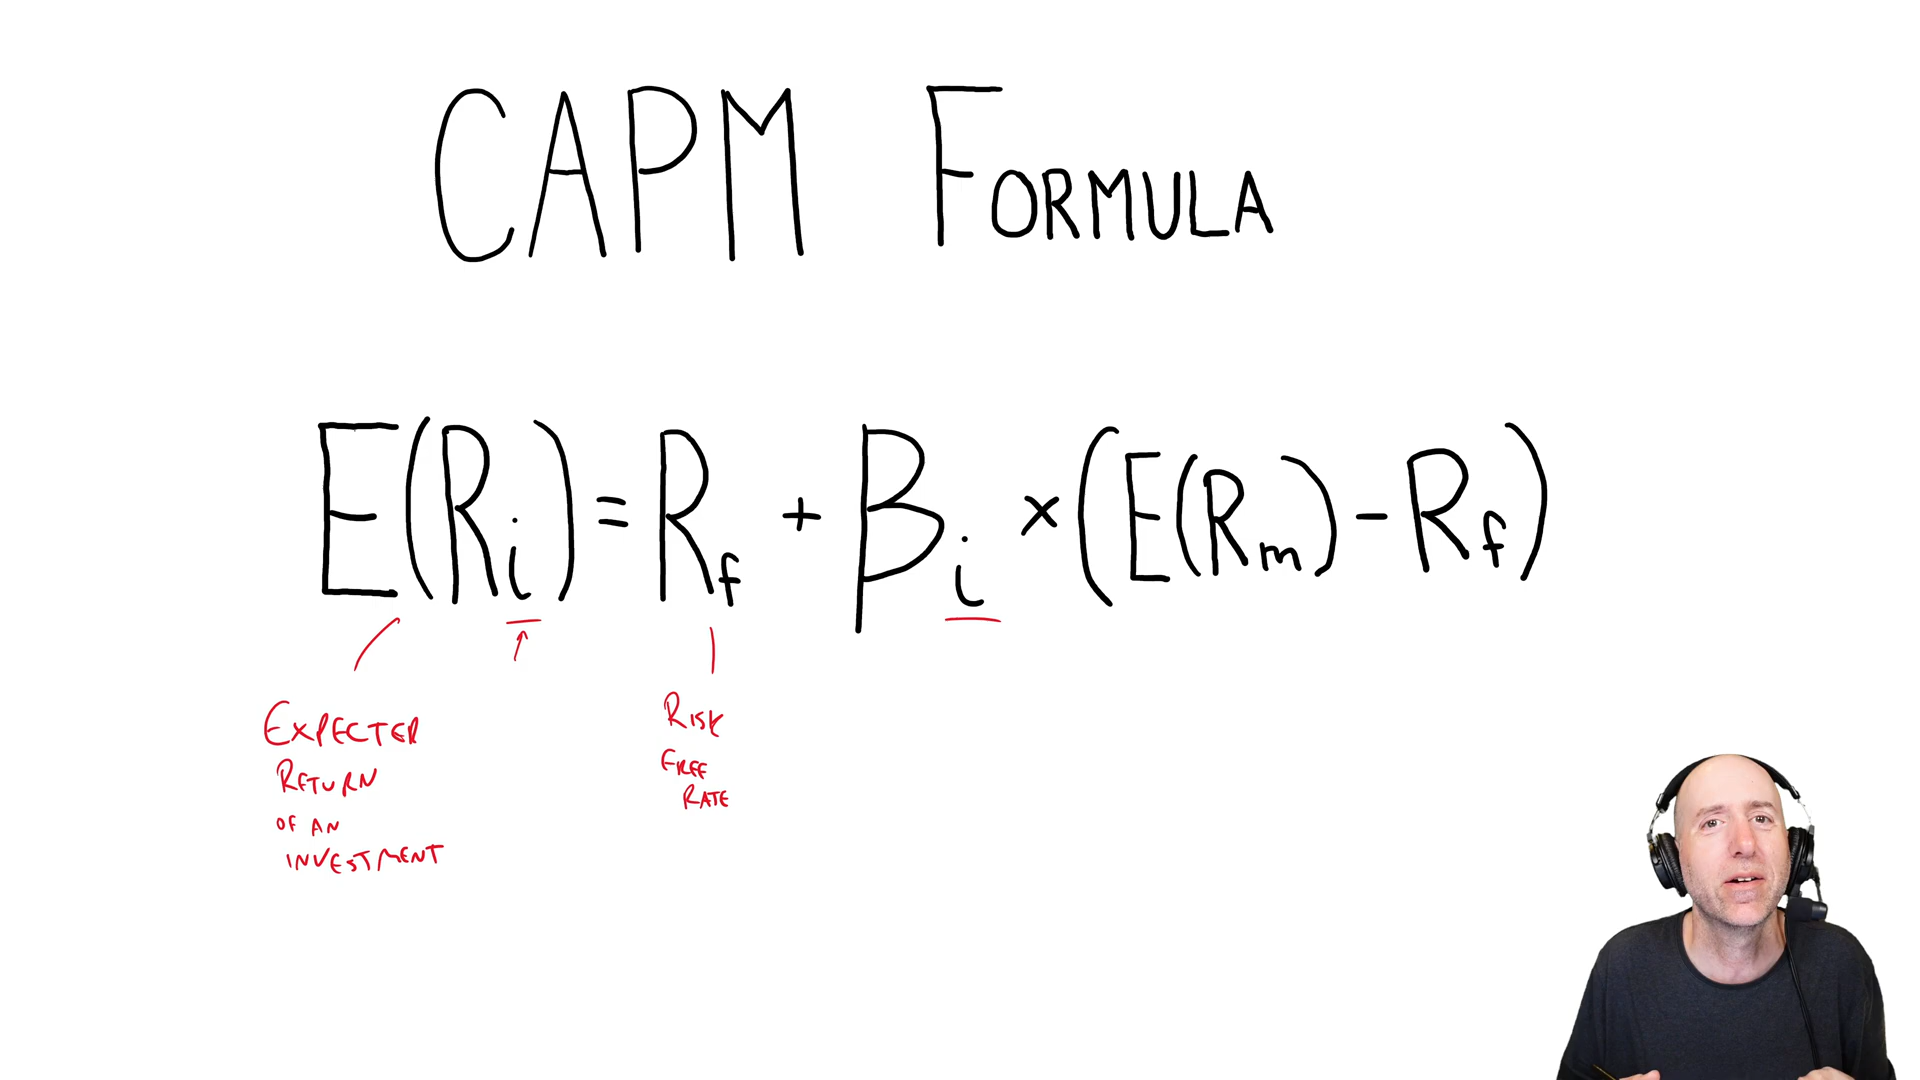 CAPM FORMULA
E(Ri) = Rf + βi × (E(Rm) - Rf)
EXPECTED
RETURN
OF AN
INVESTMENT
RISK
FREE
RATE